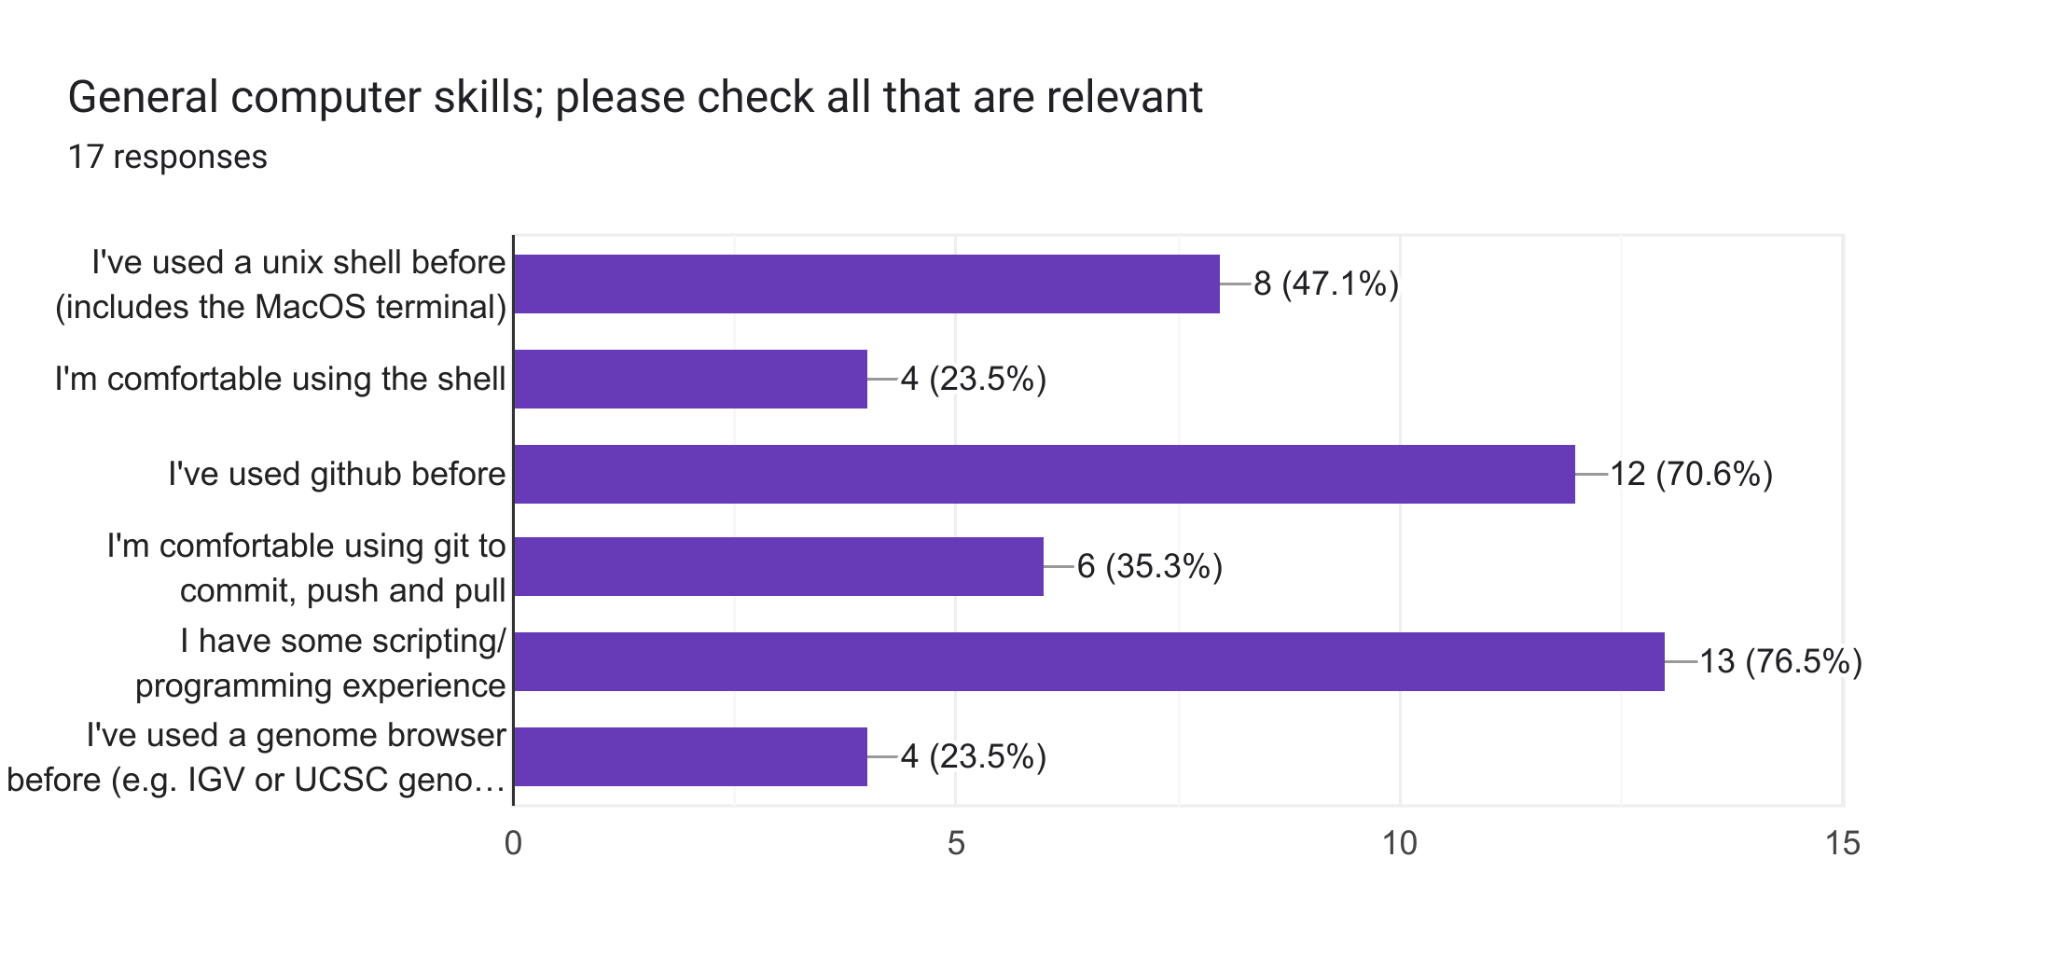 General computer skills; please check all that are relevant
17 responses
I've used a unix shell before
(includes the MacOS terminal)
8 (47.1%)
I'm comfortable using the shell
4 (23.5%)
I've used github before
12 (70.6%)
I'm comfortable using git to
commit, push and pull
6 (35.3%)
I have some scripting/
programming experience
13 (76.5%)
I've used a genome browser
before (e.g. IGV or UCSC geno…
4 (23.5%)
0 5 10 15